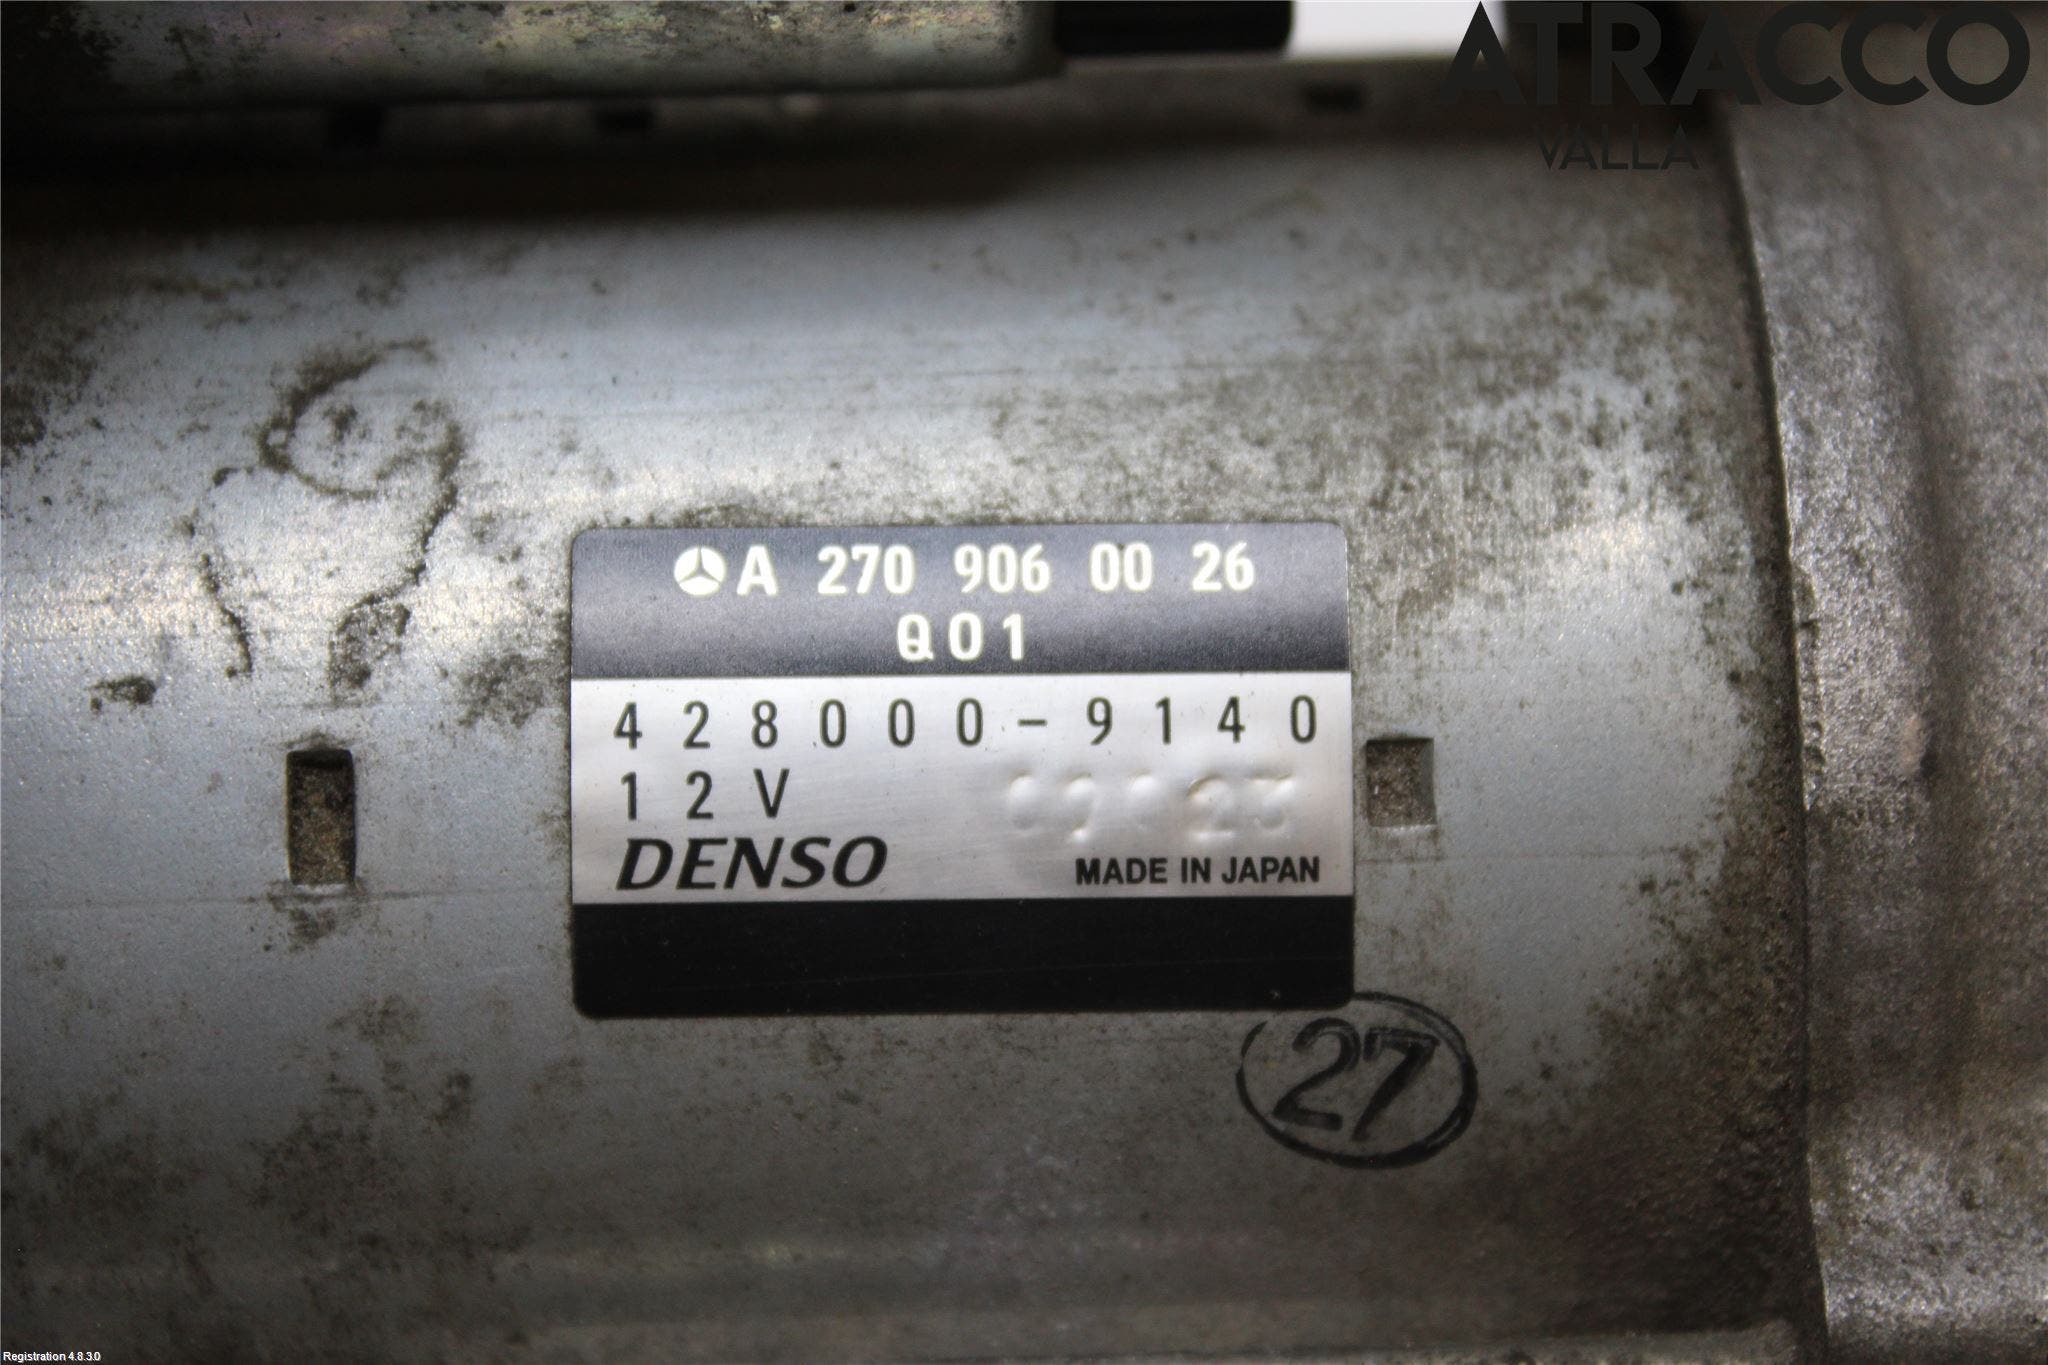 ATRACCO
VALLA
A 270 906 00 26
Q01
428000-9140
12V
DENSO
MADE IN JAPAN
27
Registration 4.8.3.0